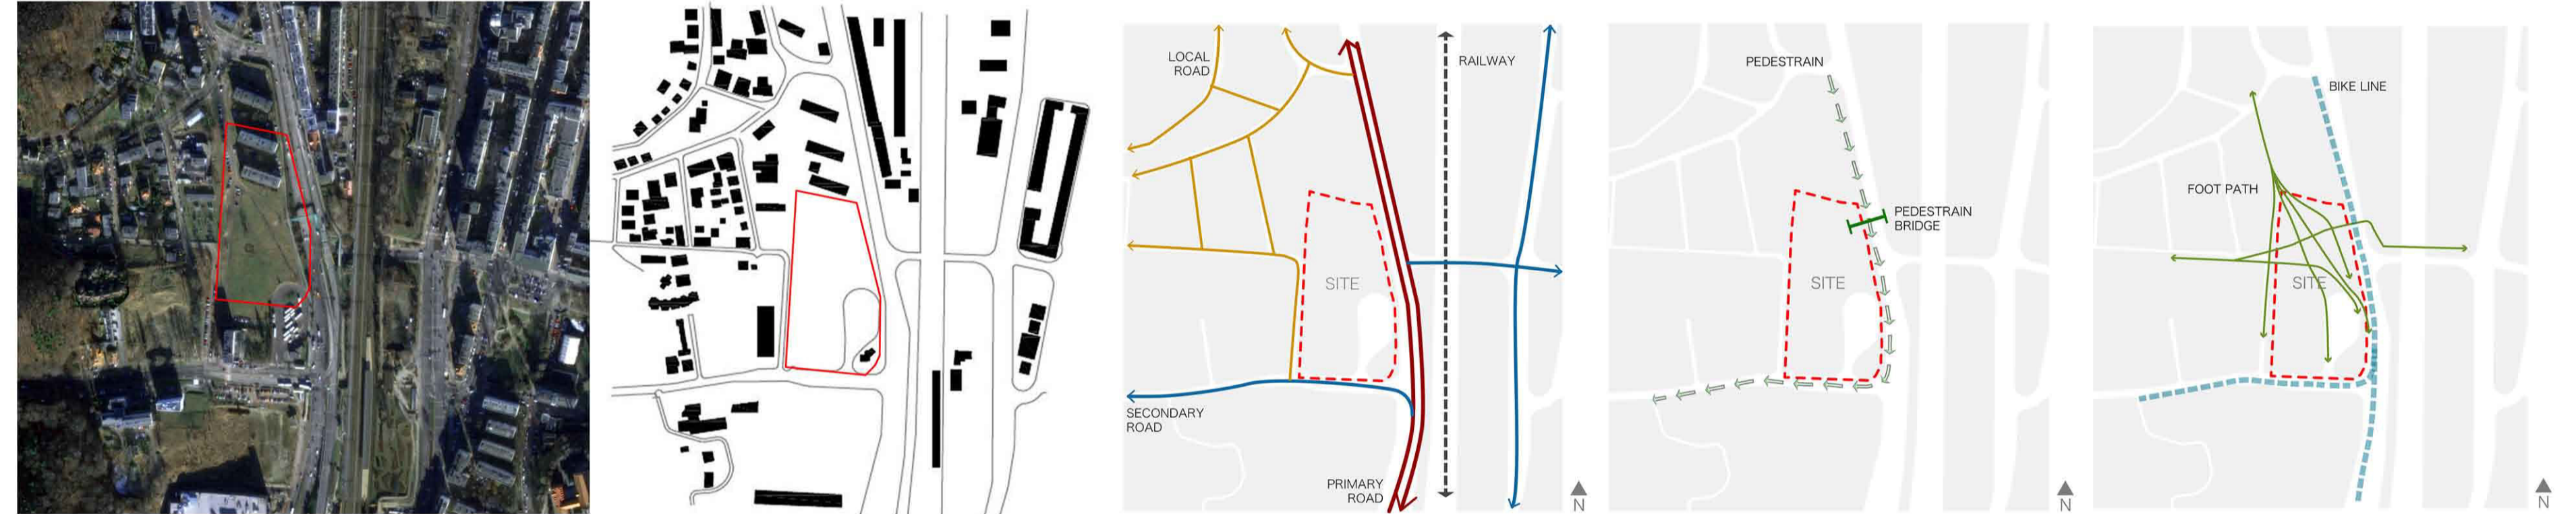 LOCAL
ROAD
RAILWAY
SITE
SECONDARY
ROAD
PRIMARY
ROAD
N
PEDESTRAIN
PEDESTRAIN
BRIDGE
SITE
N
BIKE LINE
FOOT PATH
SITE
N